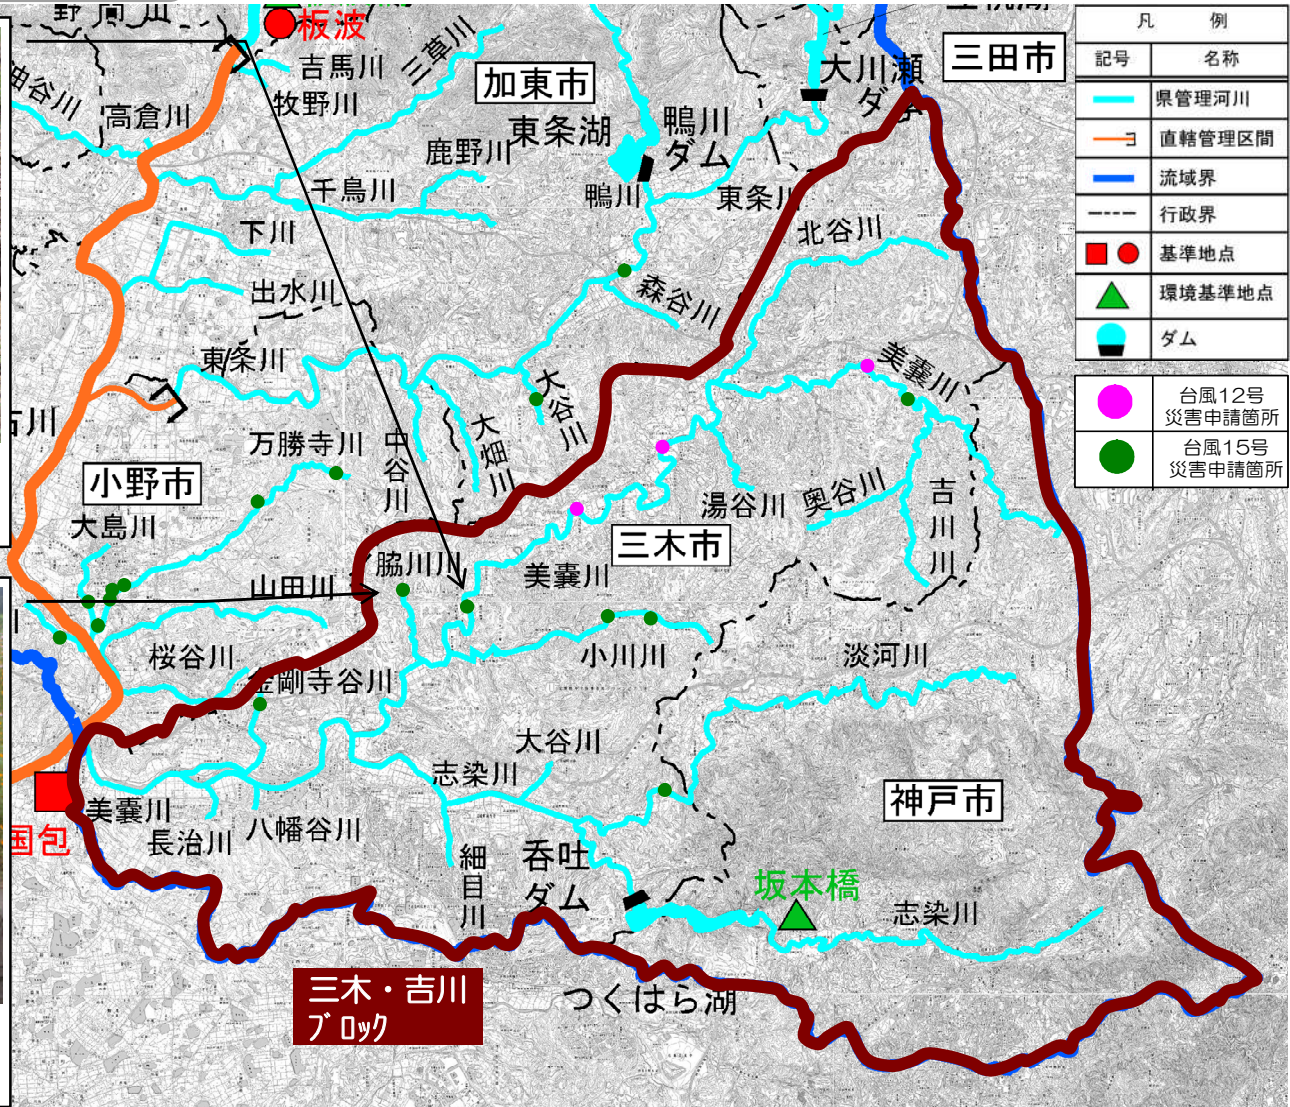 板波
吉馬川
三草川
加東市
大川瀬
ダム
三田市
油谷川
高倉川
牧野川
東条湖
鴨川
ダム
鹿野川
千鳥川
鴨川
東条川
下川
北谷川
出水川
森谷川
東条川
美嚢川
大谷川
大畑川
中谷川
万勝寺川
小野市
大島川
湯谷川
奥谷川
吉川川
三木市
脇川川
美嚢川
山田川
桜谷川
小川川
淡河川
金剛寺谷川
大谷川
志染川
神戸市
美嚢川
長治川
八幡谷川
国包
細目川
呑吐
ダム
坂本橋
志染川
つくはら湖
三木・吉川
ブロック
凡例
記号 名称
県管理河川
直轄管理区間
流域界
行政界
基準地点
環境基準地点
ダム
台風12号
災害申請箇所
台風15号
災害申請箇所